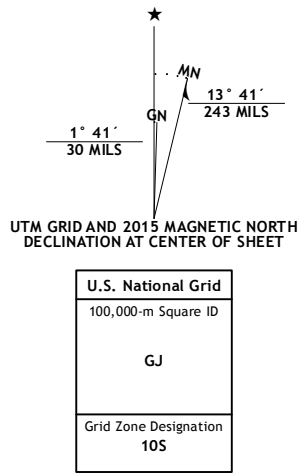 MN
GN
13° 41´
243 MILS
1° 41´
30 MILS
UTM GRID AND 2015 MAGNETIC NORTH
DECLINATION AT CENTER OF SHEET
U.S. National Grid
100,000-m Square ID
GJ
Grid Zone Designation
10S